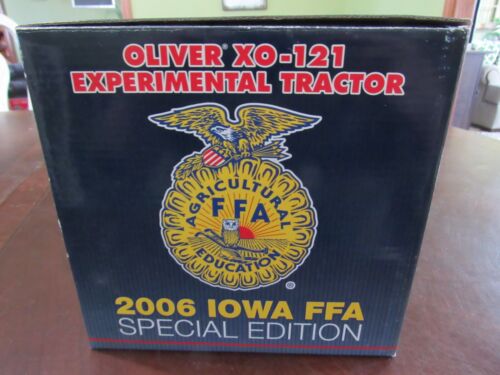 OLIVER® XO-121
EXPERIMENTAL TRACTOR
AGRICULTURAL
FFA
EDUCATION
®
2006 IOWA FFA
SPECIAL EDITION